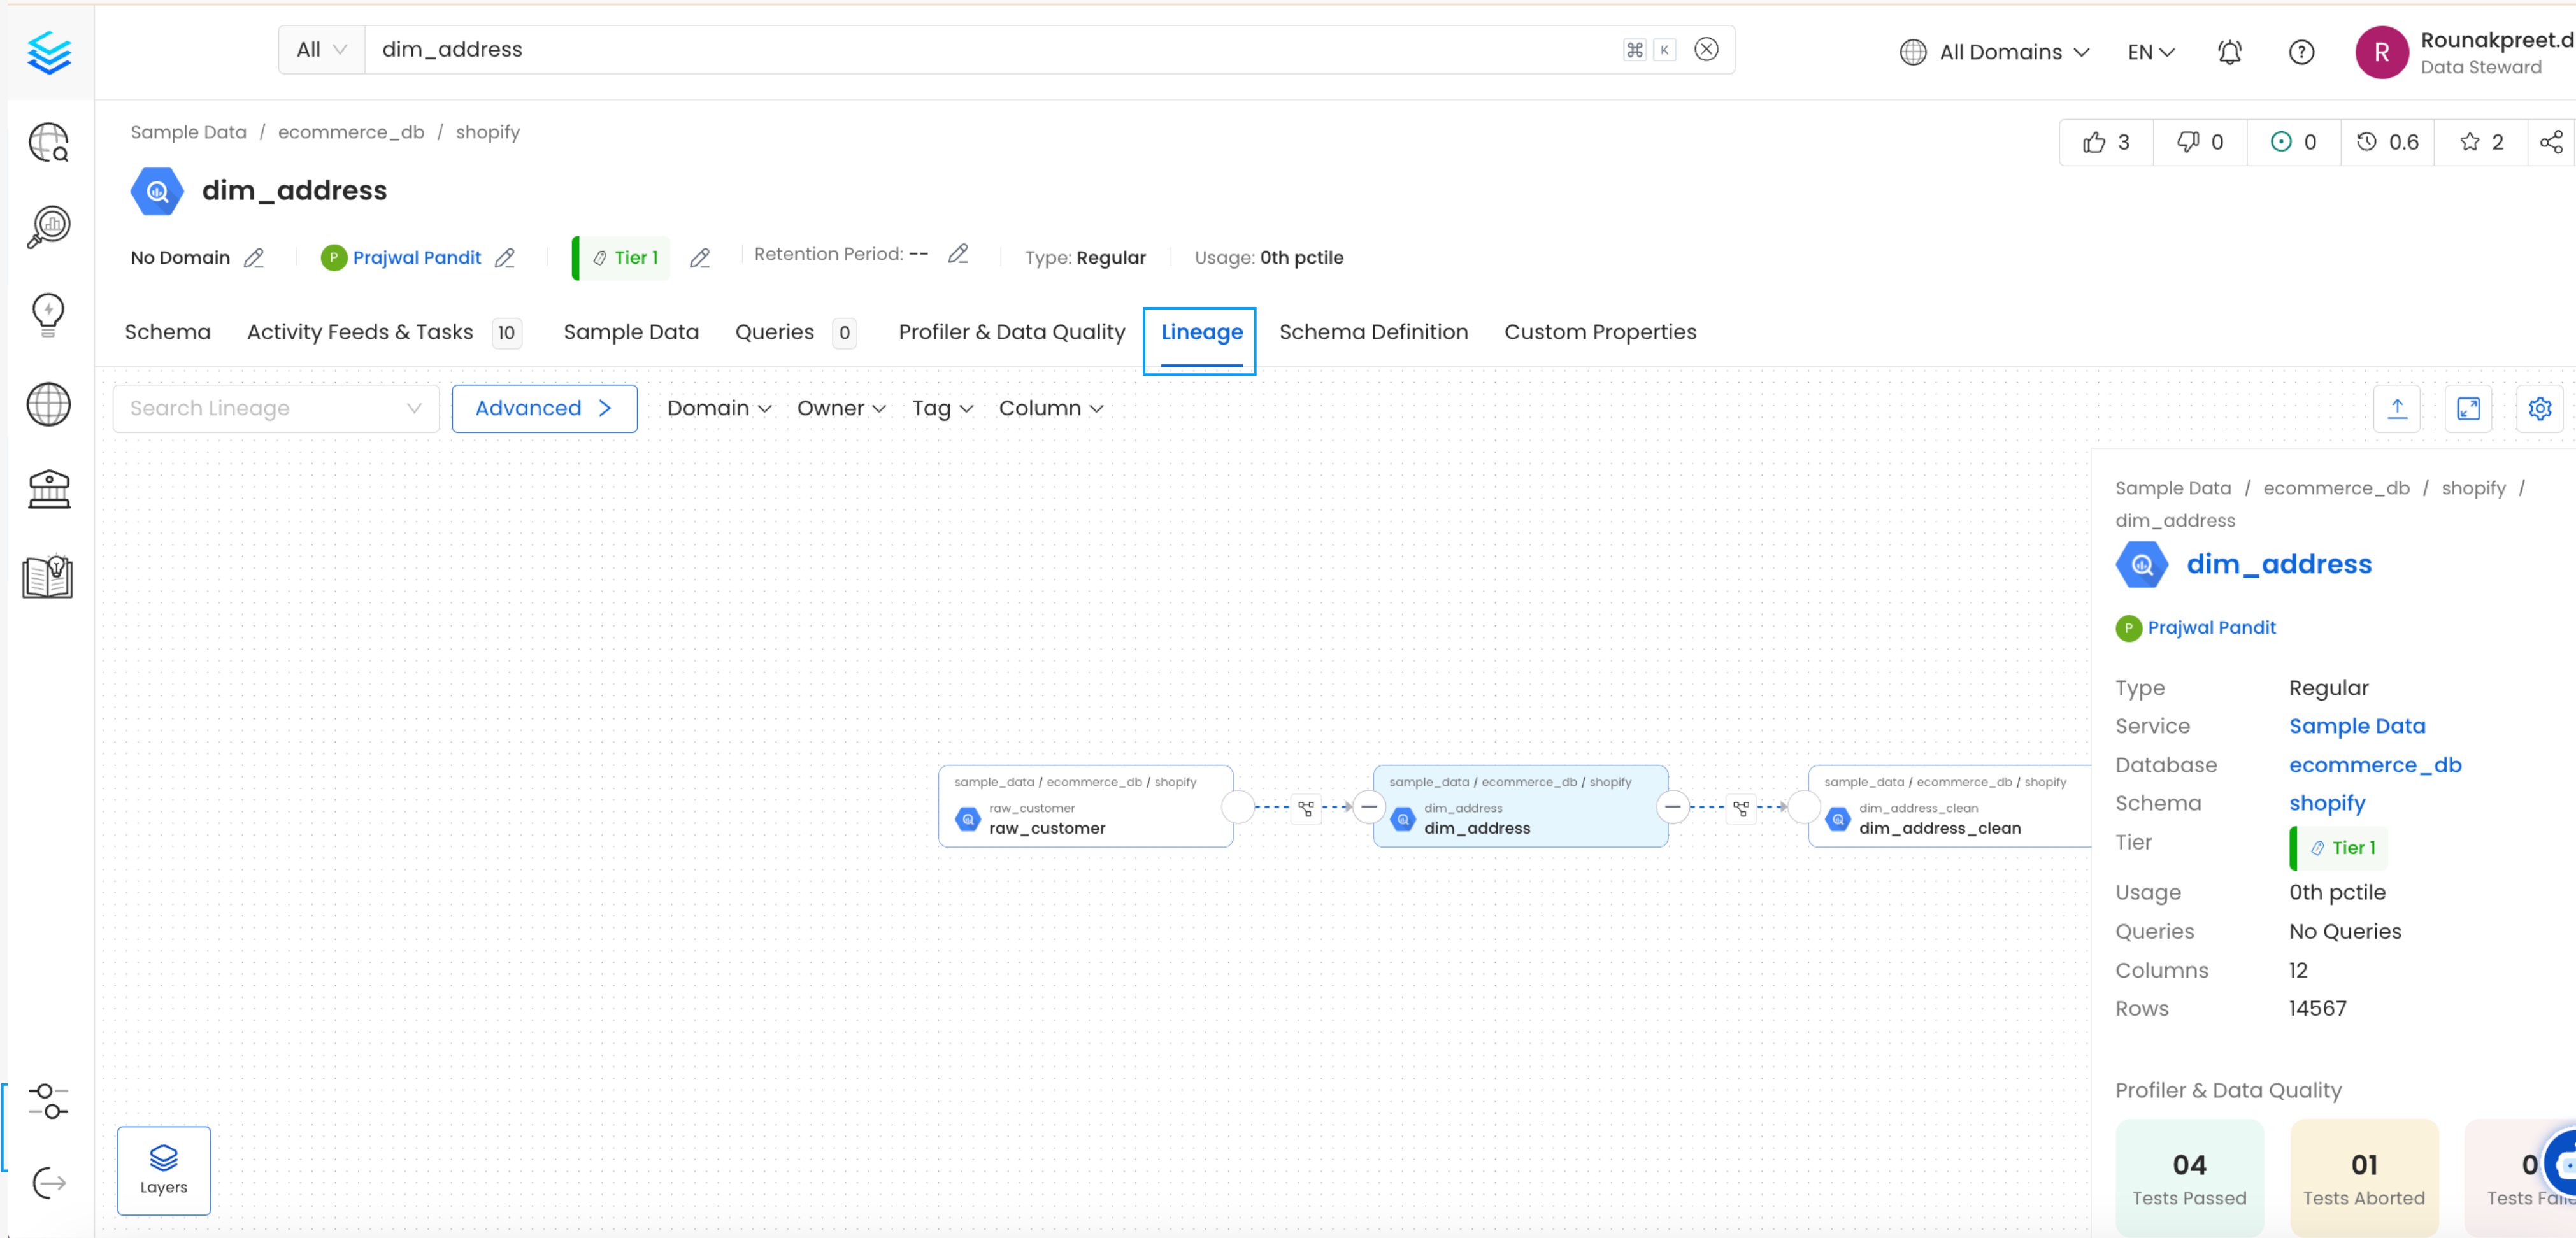 All dim_address ⌘ K All Domains EN R Rounakpreet.d
Data Steward
Sample Data / ecommerce_db / shopify
3 0 0 0.6 2
dim_address
No Domain P Prajwal Pandit Tier 1 Retention Period: -- Type: Regular Usage: 0th pctile
Schema Activity Feeds & Tasks 10 Sample Data Queries 0 Profiler & Data Quality Lineage Schema Definition Custom Properties
Search Lineage Advanced Domain Owner Tag Column
sample_data / ecommerce_db / shopify
raw_customer
raw_customer
sample_data / ecommerce_db / shopify
dim_address
dim_address
sample_data / ecommerce_db / shopify
dim_address_clean
dim_address_clean
Layers
Sample Data / ecommerce_db / shopify /
dim_address
dim_address
P Prajwal Pandit
Type Regular
Service Sample Data
Database ecommerce_db
Schema shopify
Tier Tier 1
Usage 0th pctile
Queries No Queries
Columns 12
Rows 14567
Profiler & Data Quality
04
Tests Passed
01
Tests Aborted
Tests